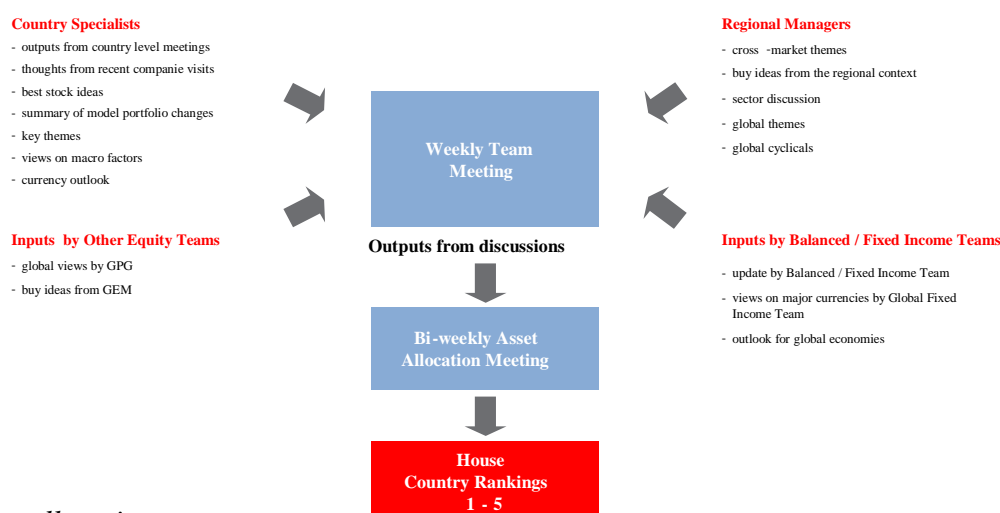 Country Specialists
- outputs from country level meetings
- thoughts from recent companie visits
- best stock ideas
- summary of model portfolio changes
- key themes
- views on macro factors
- currency outlook
Inputs by Other Equity Teams
- global views by GPG
- buy ideas from GEM
Weekly Team
Meeting
Outputs from discussions
Bi-weekly Asset
Allocation Meeting
House
Country Rankings
1 - 5
Regional Managers
- cross -market themes
- buy ideas from the regional context
- sector discussion
- global themes
- global cyclicals
Inputs by Balanced / Fixed Income Teams
- update by Balanced / Fixed Income Team
- views on major currencies by Global Fixed
Income Team
- outlook for global economies